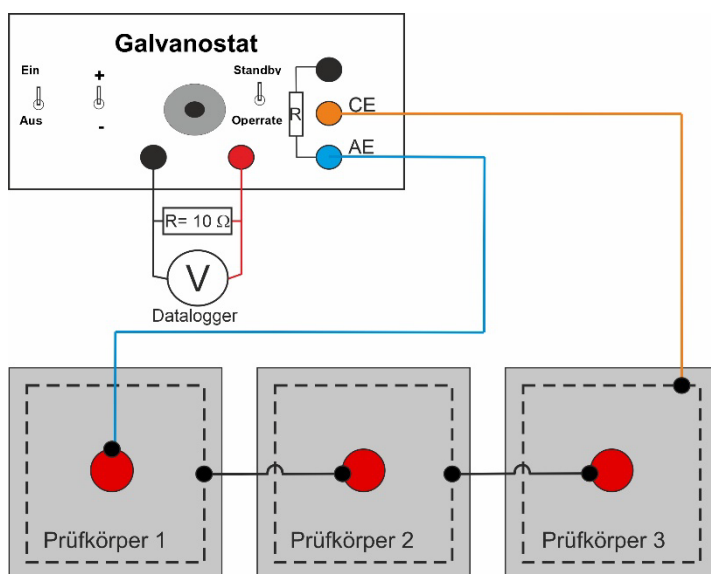 Galvanostat
Ein
+
Standby
R
CE
Aus
-
Operrate
AE
R= 10 Ω
V
Datalogger
Prüfkörper 1
Prüfkörper 2
Prüfkörper 3